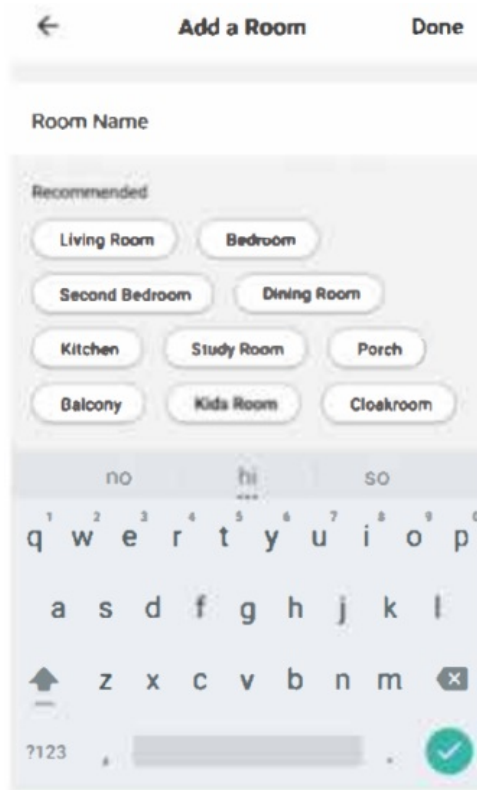 ← Add a Room Done
Room Name
Recommended
Living Room Bedroom
Second Bedroom Dining Room
Kitchen Study Room Porch
Balcony Kids Room Cloakroom
no hi so
1 2 3 4 5 6 7 8 9 0
q w e r t y u i o p
a s d f g h j k l
z x c v b n m
?123 , .